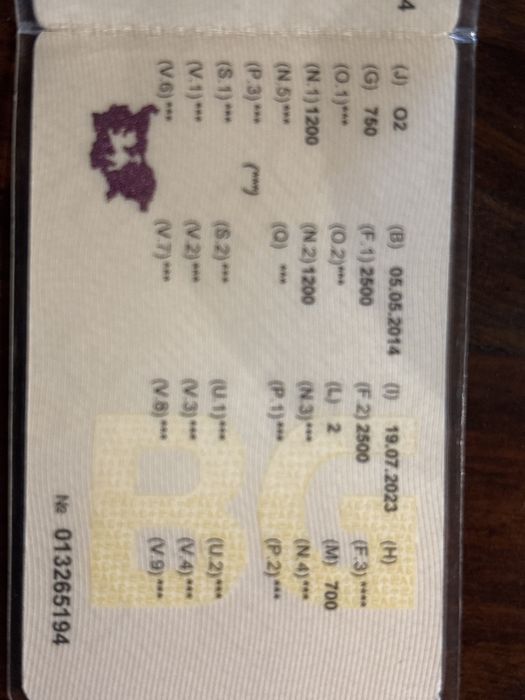 4
(J) O2 (B) 05.05.2014 (I) 19.07.2023 (H)
(G) 750 (F.1) 2500 (F.2) 2500 (F.3) ****
(O.1)*** (O.2)*** (L) 2 (M) 700
(N.1) 1200 (N.2) 1200 (N.3)*** (N.4)***
(N.5)*** (Q) *** (P.1)*** (P.2)***
(P.3)*** (***)
(S.1)*** (S.2)*** (U.1)*** (U.2)***
(V.1)*** (V.2)*** (V.3)*** (V.4)***
(V.6)*** (V.7)*** (V.8)*** (V.9)***
BG
№ 013265194